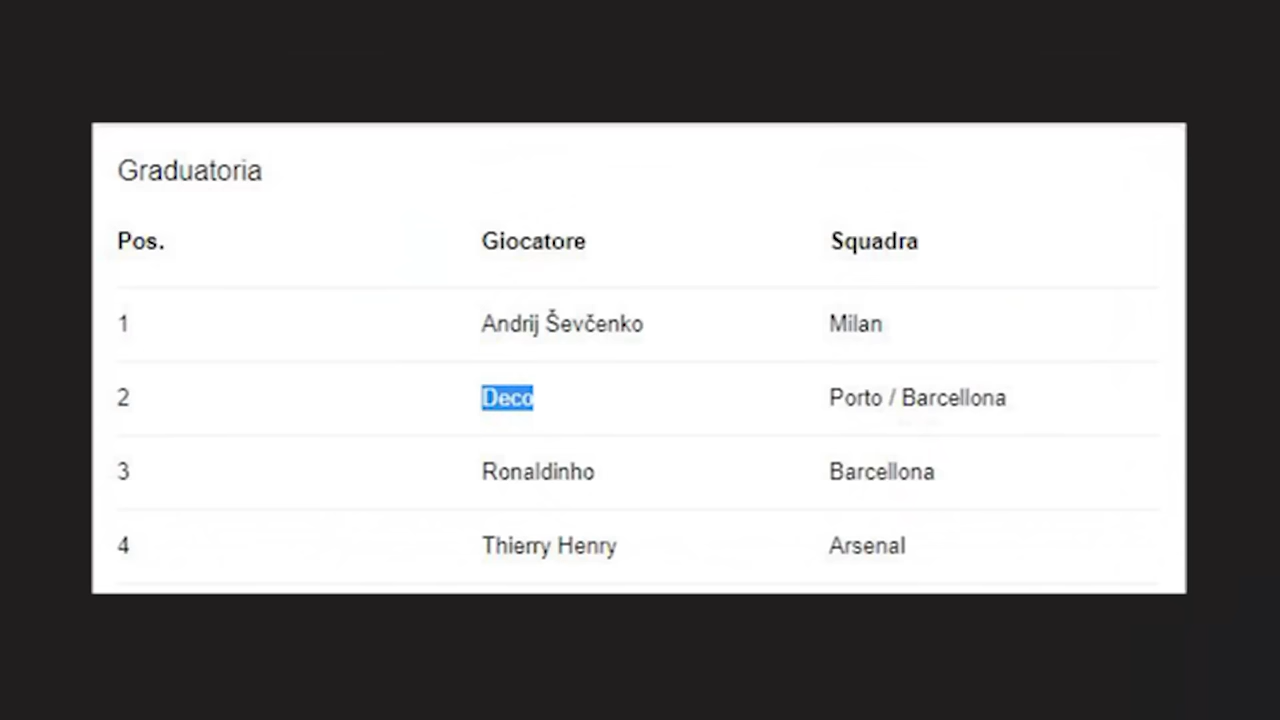 Graduatoria
Pos. Giocatore Squadra
1 Andrij Ševčenko Milan
2 Deco Porto / Barcellona
3 Ronaldinho Barcellona
4 Thierry Henry Arsenal